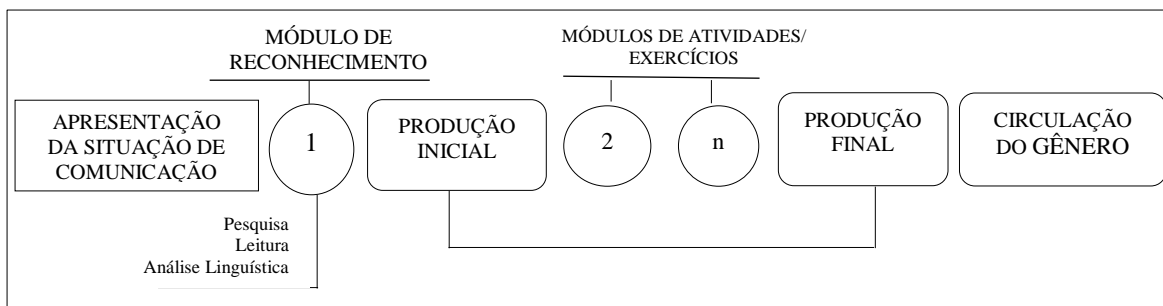 MÓDULO DE
RECONHECIMENTO
MÓDULOS DE ATIVIDADES/
EXERCÍCIOS
APRESENTAÇÃO
DA SITUAÇÃO DE
COMUNICAÇÃO
1
PRODUÇÃO
INICIAL
2
n
PRODUÇÃO
FINAL
CIRCULAÇÃO
DO GÊNERO
Pesquisa
Leitura
Análise Linguística